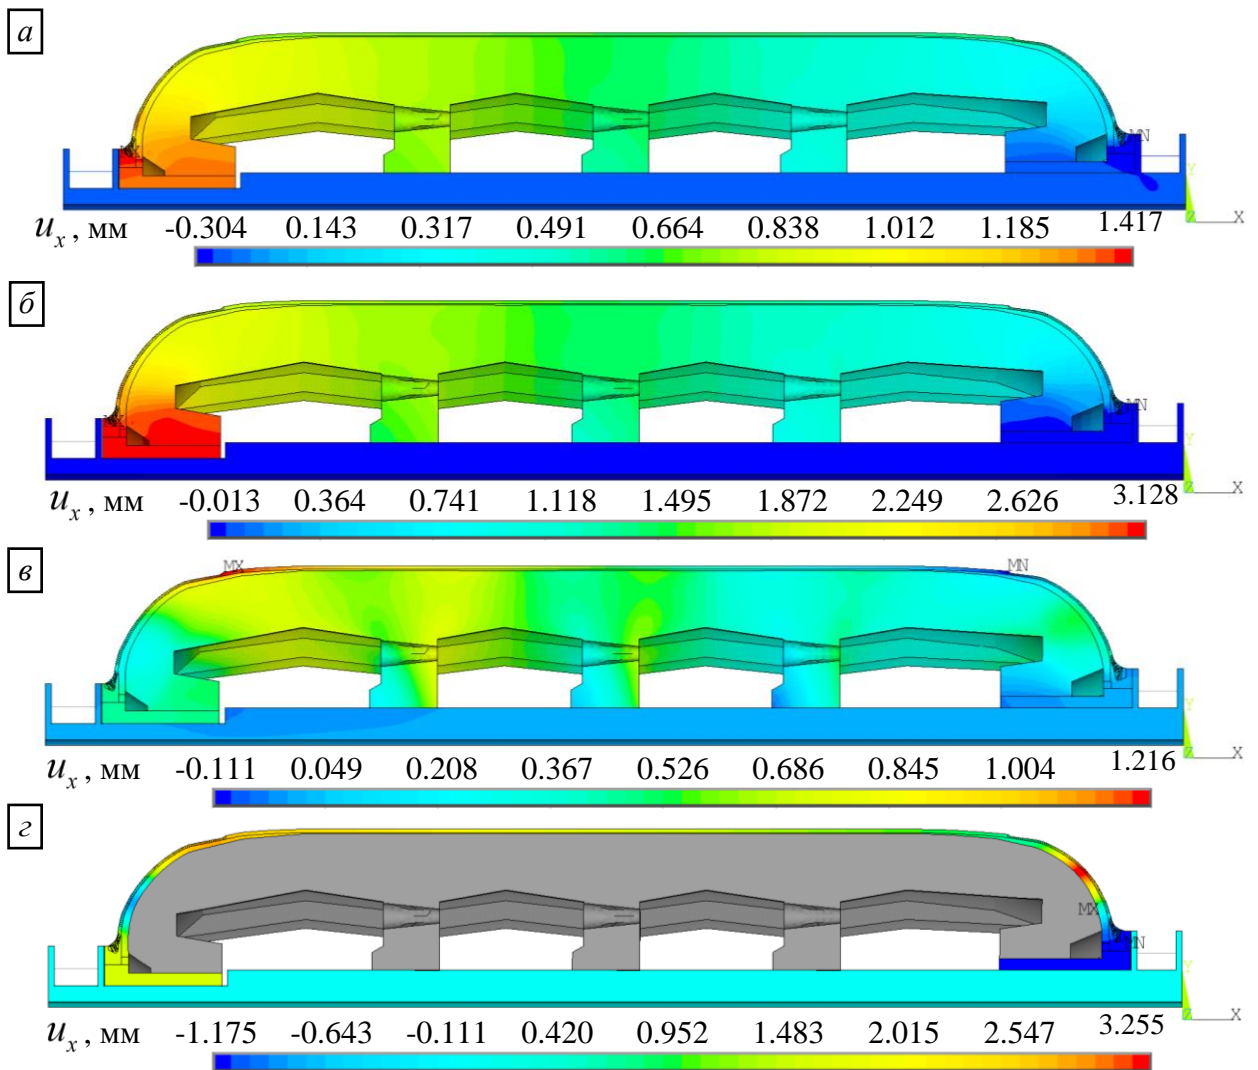 а
MN
Y
Z X
u_x, мм -0.304 0.143 0.317 0.491 0.664 0.838 1.012 1.185 1.417
б
MX MN
Y
Z X
u_x, мм -0.013 0.364 0.741 1.118 1.495 1.872 2.249 2.626 3.128
в
MX MN
Y
Z X
u_x, мм -0.111 0.049 0.208 0.367 0.526 0.686 0.845 1.004 1.216
г
MX
MN
Y
Z X
u_x, мм -1.175 -0.643 -0.111 0.420 0.952 1.483 2.015 2.547 3.255